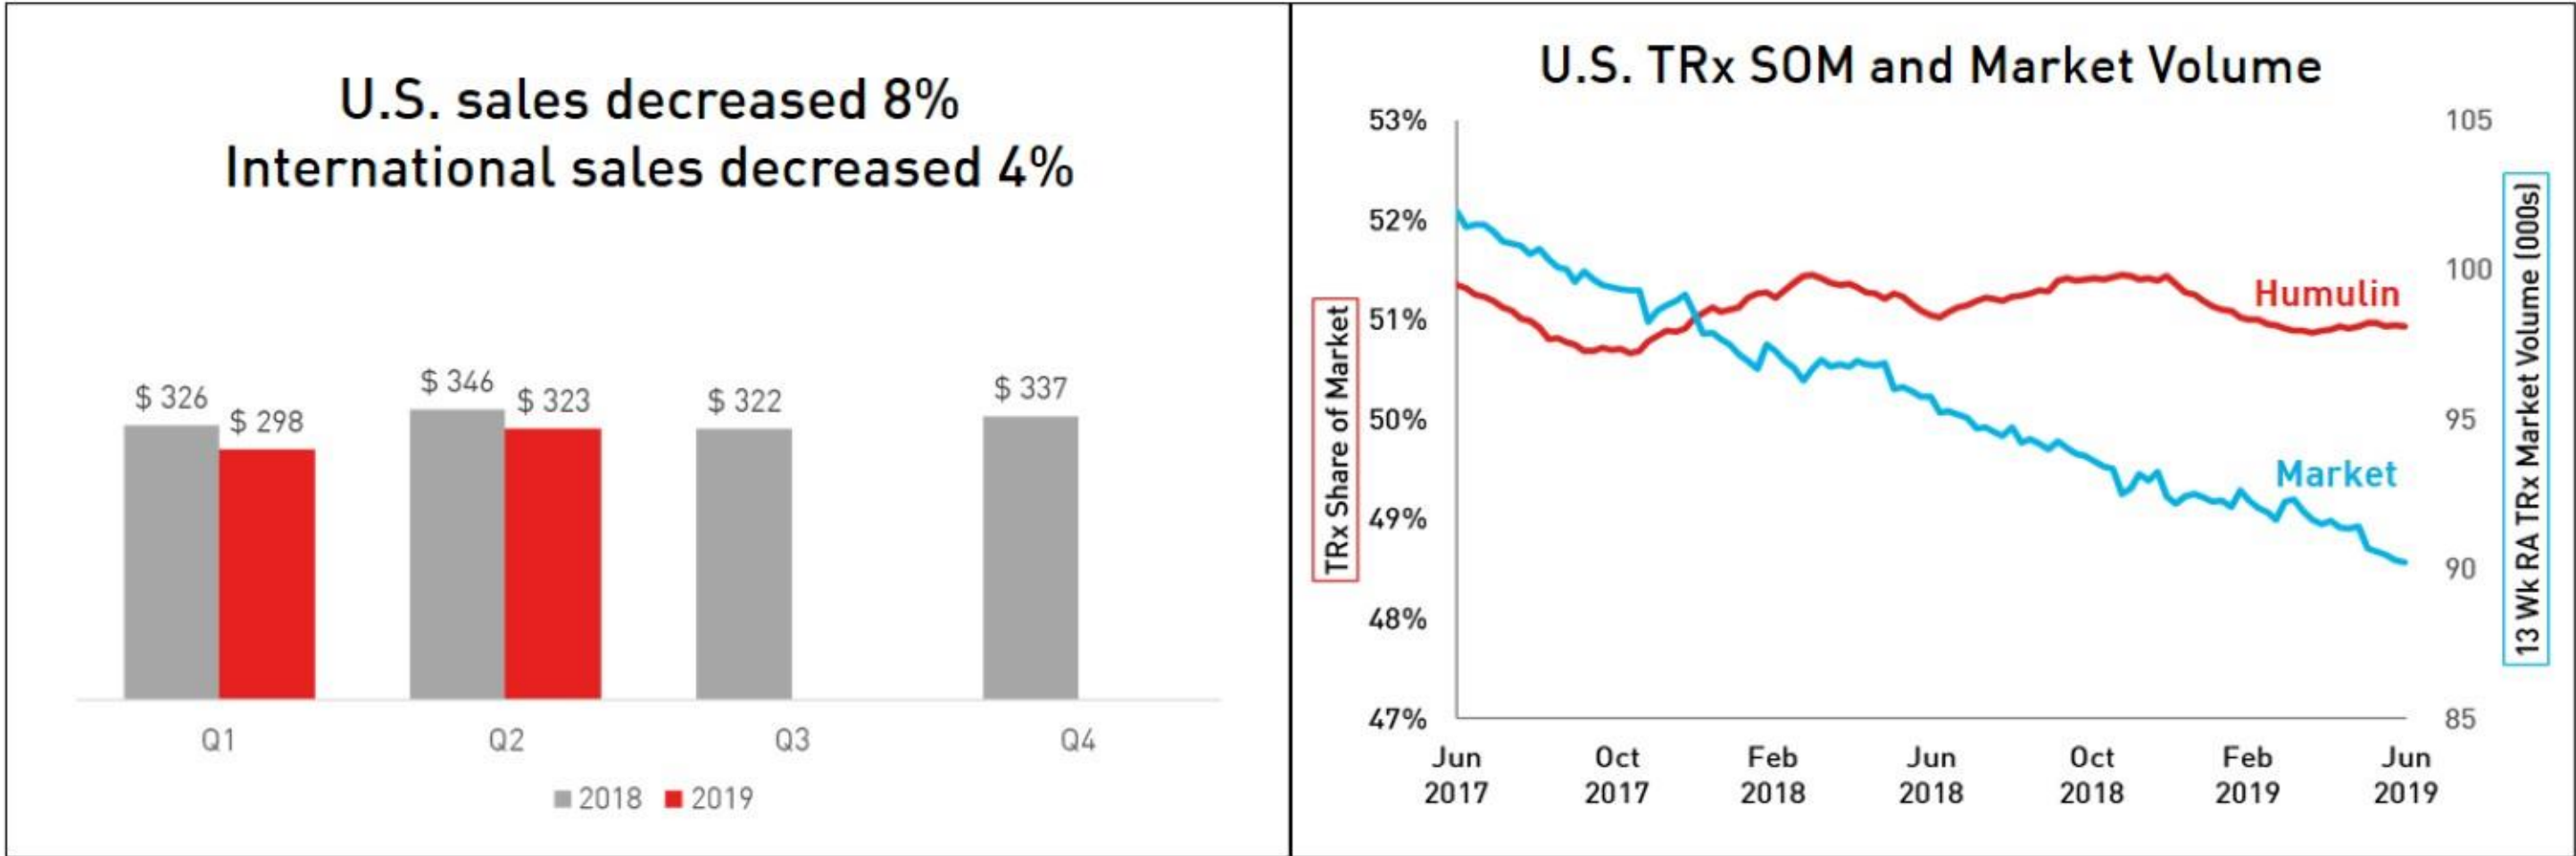 U.S. sales decreased 8%
International sales decreased 4%
$ 326
$ 298
$ 346
$ 323
$ 322
$ 337
Q1
Q2
Q3
Q4
2018
2019
U.S. TRx SOM and Market Volume
TRx Share of Market
53%
52%
51%
50%
49%
48%
47%
Humulin
Market
105
100
95
90
85
13 Wk RA TRx Market Volume (000s)
Jun 2017
Oct 2017
Feb 2018
Jun 2018
Oct 2018
Feb 2019
Jun 2019